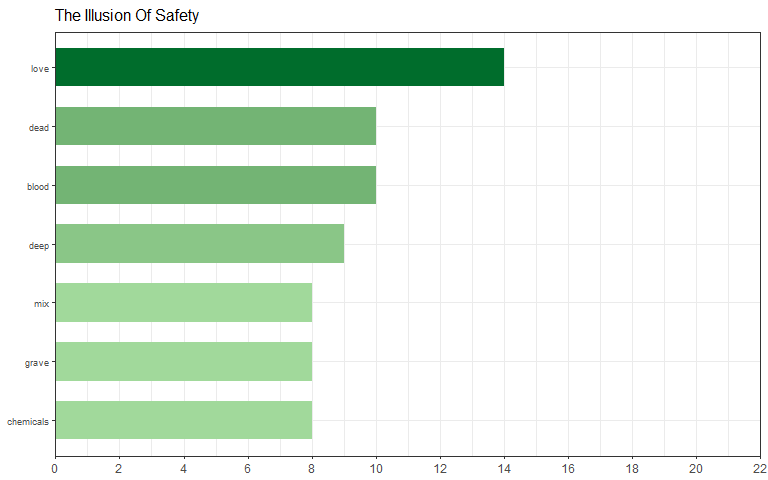 The Illusion Of Safety
love
dead
blood
deep
mix
grave
chemicals
0 2 4 6 8 10 12 14 16 18 20 22